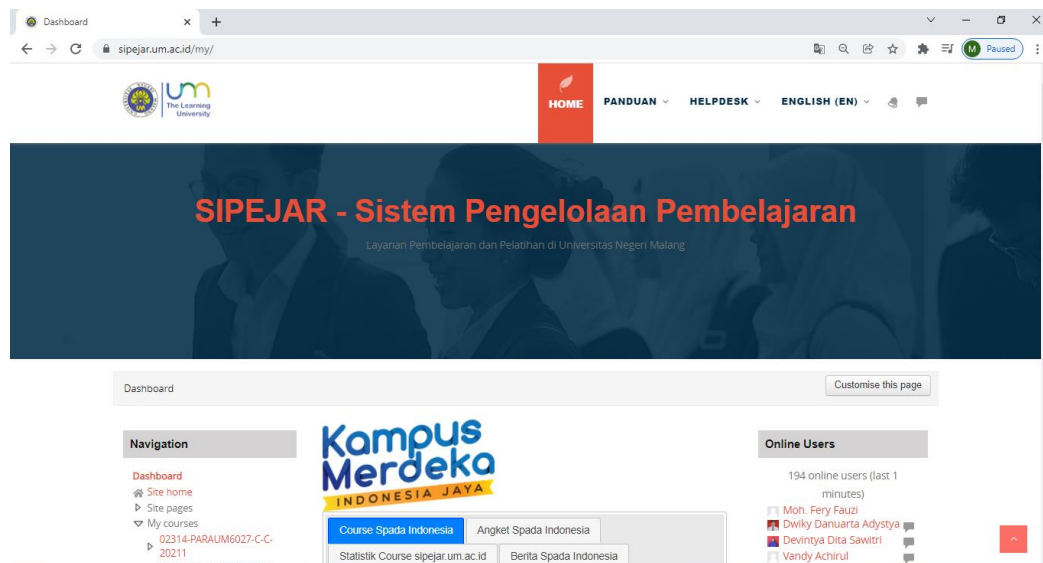 Dashboard
sipejar.um.ac.id/my/
M Paused
um
The Learning
University
HOME
PANDUAN
HELPDESK
ENGLISH (EN)
SIPEJAR - Sistem Pengelolaan Pembelajaran
Layanan Pembelajaran dan Pelatihan di Universitas Negeri Malang
Dashboard
Customise this page
Navigation
Dashboard
Site home
Site pages
My courses
02314-PARAUM6027-C-C-
20211
Kampus
Merdeka
INDONESIA JAYA
Course Spada Indonesia
Angket Spada Indonesia
Statistik Course sipejar.um.ac.id
Berita Spada Indonesia
Online Users
194 online users (last 1
minutes)
Moh. Fery Fauzi
Dwiky Danuarta Adystya
Devintya Dita Sawitri
Vandy Achirul